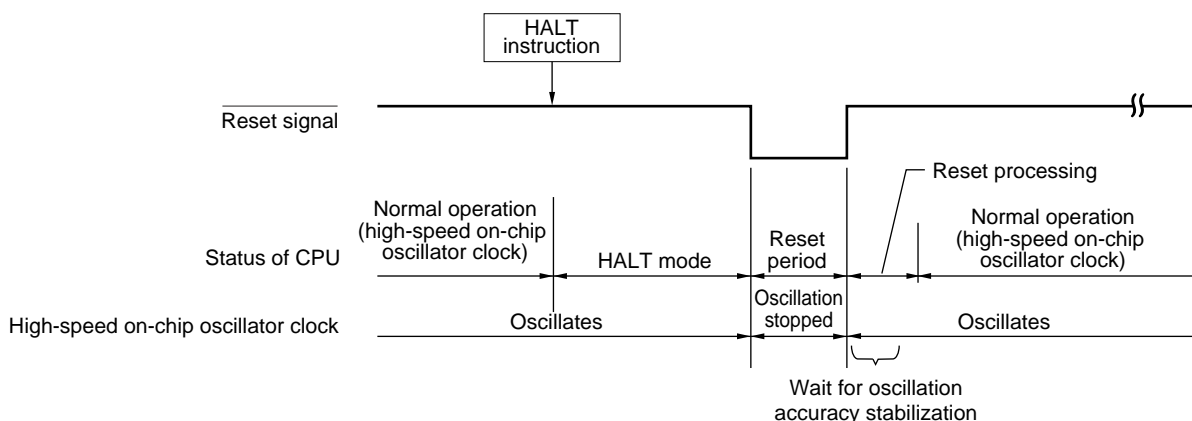 HALT
instruction
Reset signal
Reset processing
Normal operation
(high-speed on-chip
oscillator clock)
Normal operation
(high-speed on-chip
oscillator clock)
Reset
period
Status of CPU
HALT mode
Oscillation
stopped
High-speed on-chip oscillator clock
Oscillates
Oscillates
Wait for oscillation
accuracy stabilization